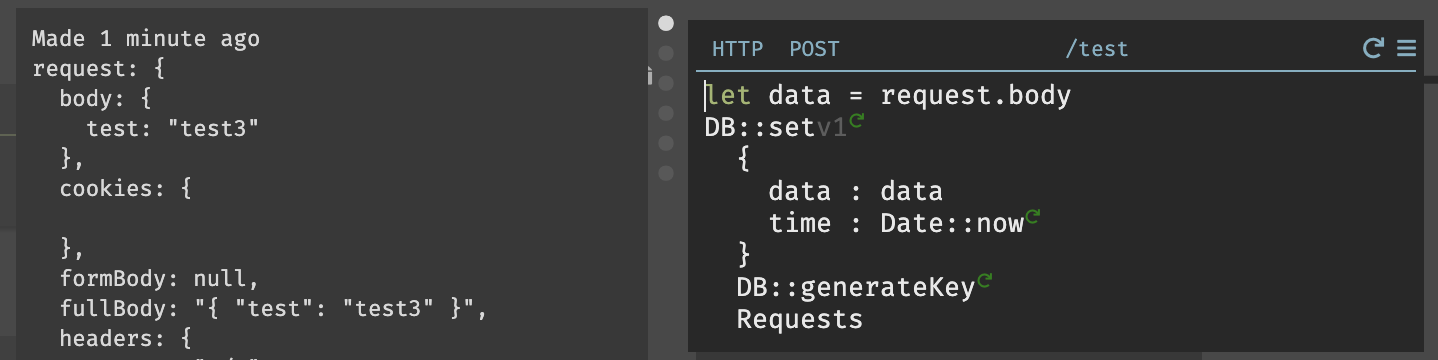 Made 1 minute ago
request: {
body: {
test: "test3"
},
cookies: {
},
formBody: null,
fullBody: "{ "test": "test3" }",
headers: {
HTTP POST /test
let data = request.body
DB::setv1
{
data : data
time : Date::now
}
DB::generateKey
Requests